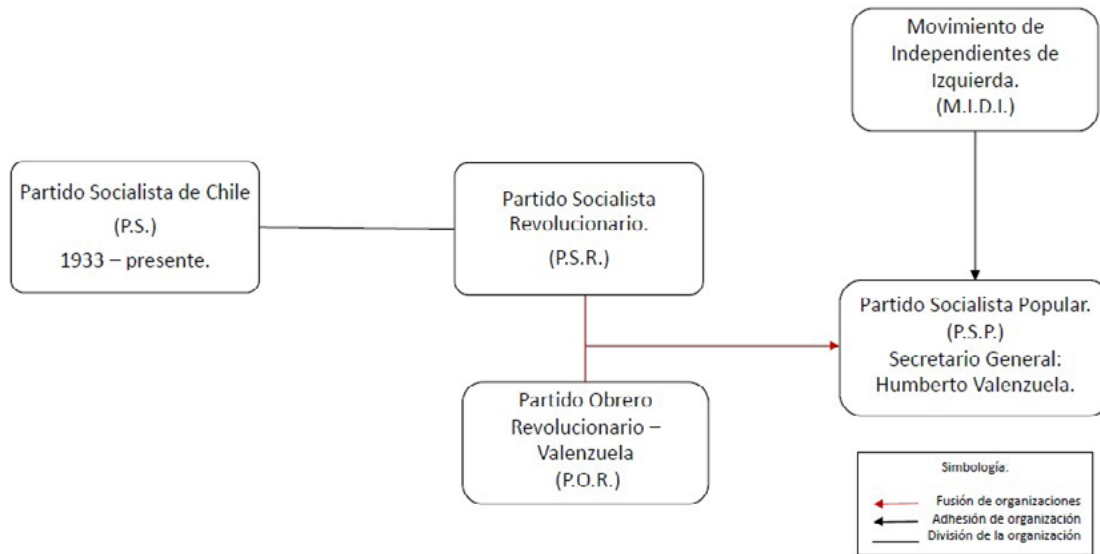 Movimiento de
Independientes de
Izquierda.
(M.I.D.I.)
Partido Socialista de Chile
(P.S.)
1933 – presente.
Partido Socialista
Revolucionario.
(P.S.R.)
Partido Socialista Popular.
(P.S.P.)
Secretario General:
Humberto Valenzuela.
Partido Obrero
Revolucionario –
Valenzuela
(P.O.R.)
Simbología:
Fusión de organizaciones
Adhesión de organización
División de la organización